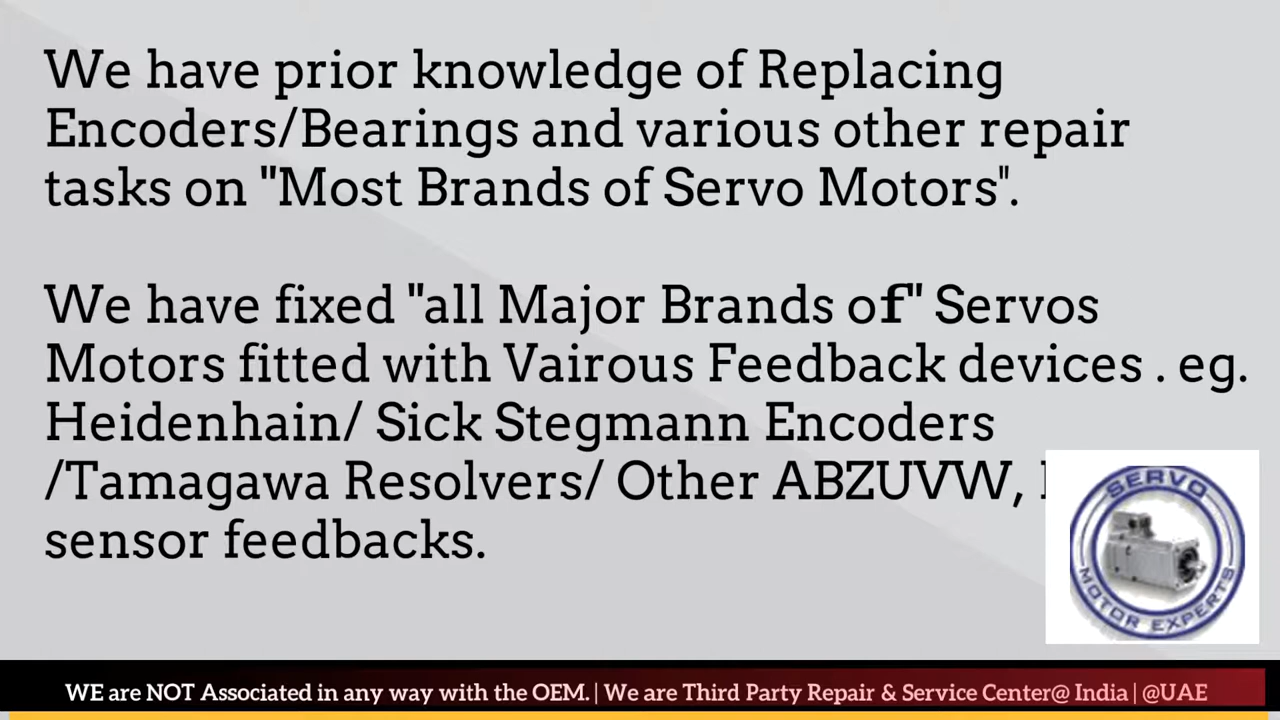 We have prior knowledge of Replacing
Encoders/Bearings and various other repair
tasks on "Most Brands of Servo Motors".
We have fixed "all Major Brands of" Servos
Motors fitted with Vairous Feedback devices . eg.
Heidenhain/ Sick Stegmann Encoders
/Tamagawa Resolvers/ Other ABZUVW,
sensor feedbacks.
SERVO
MOTOR EXPERTS
WE are NOT Associated in any way with the OEM. | We are Third Party Repair & Service Center@ India | @UAE